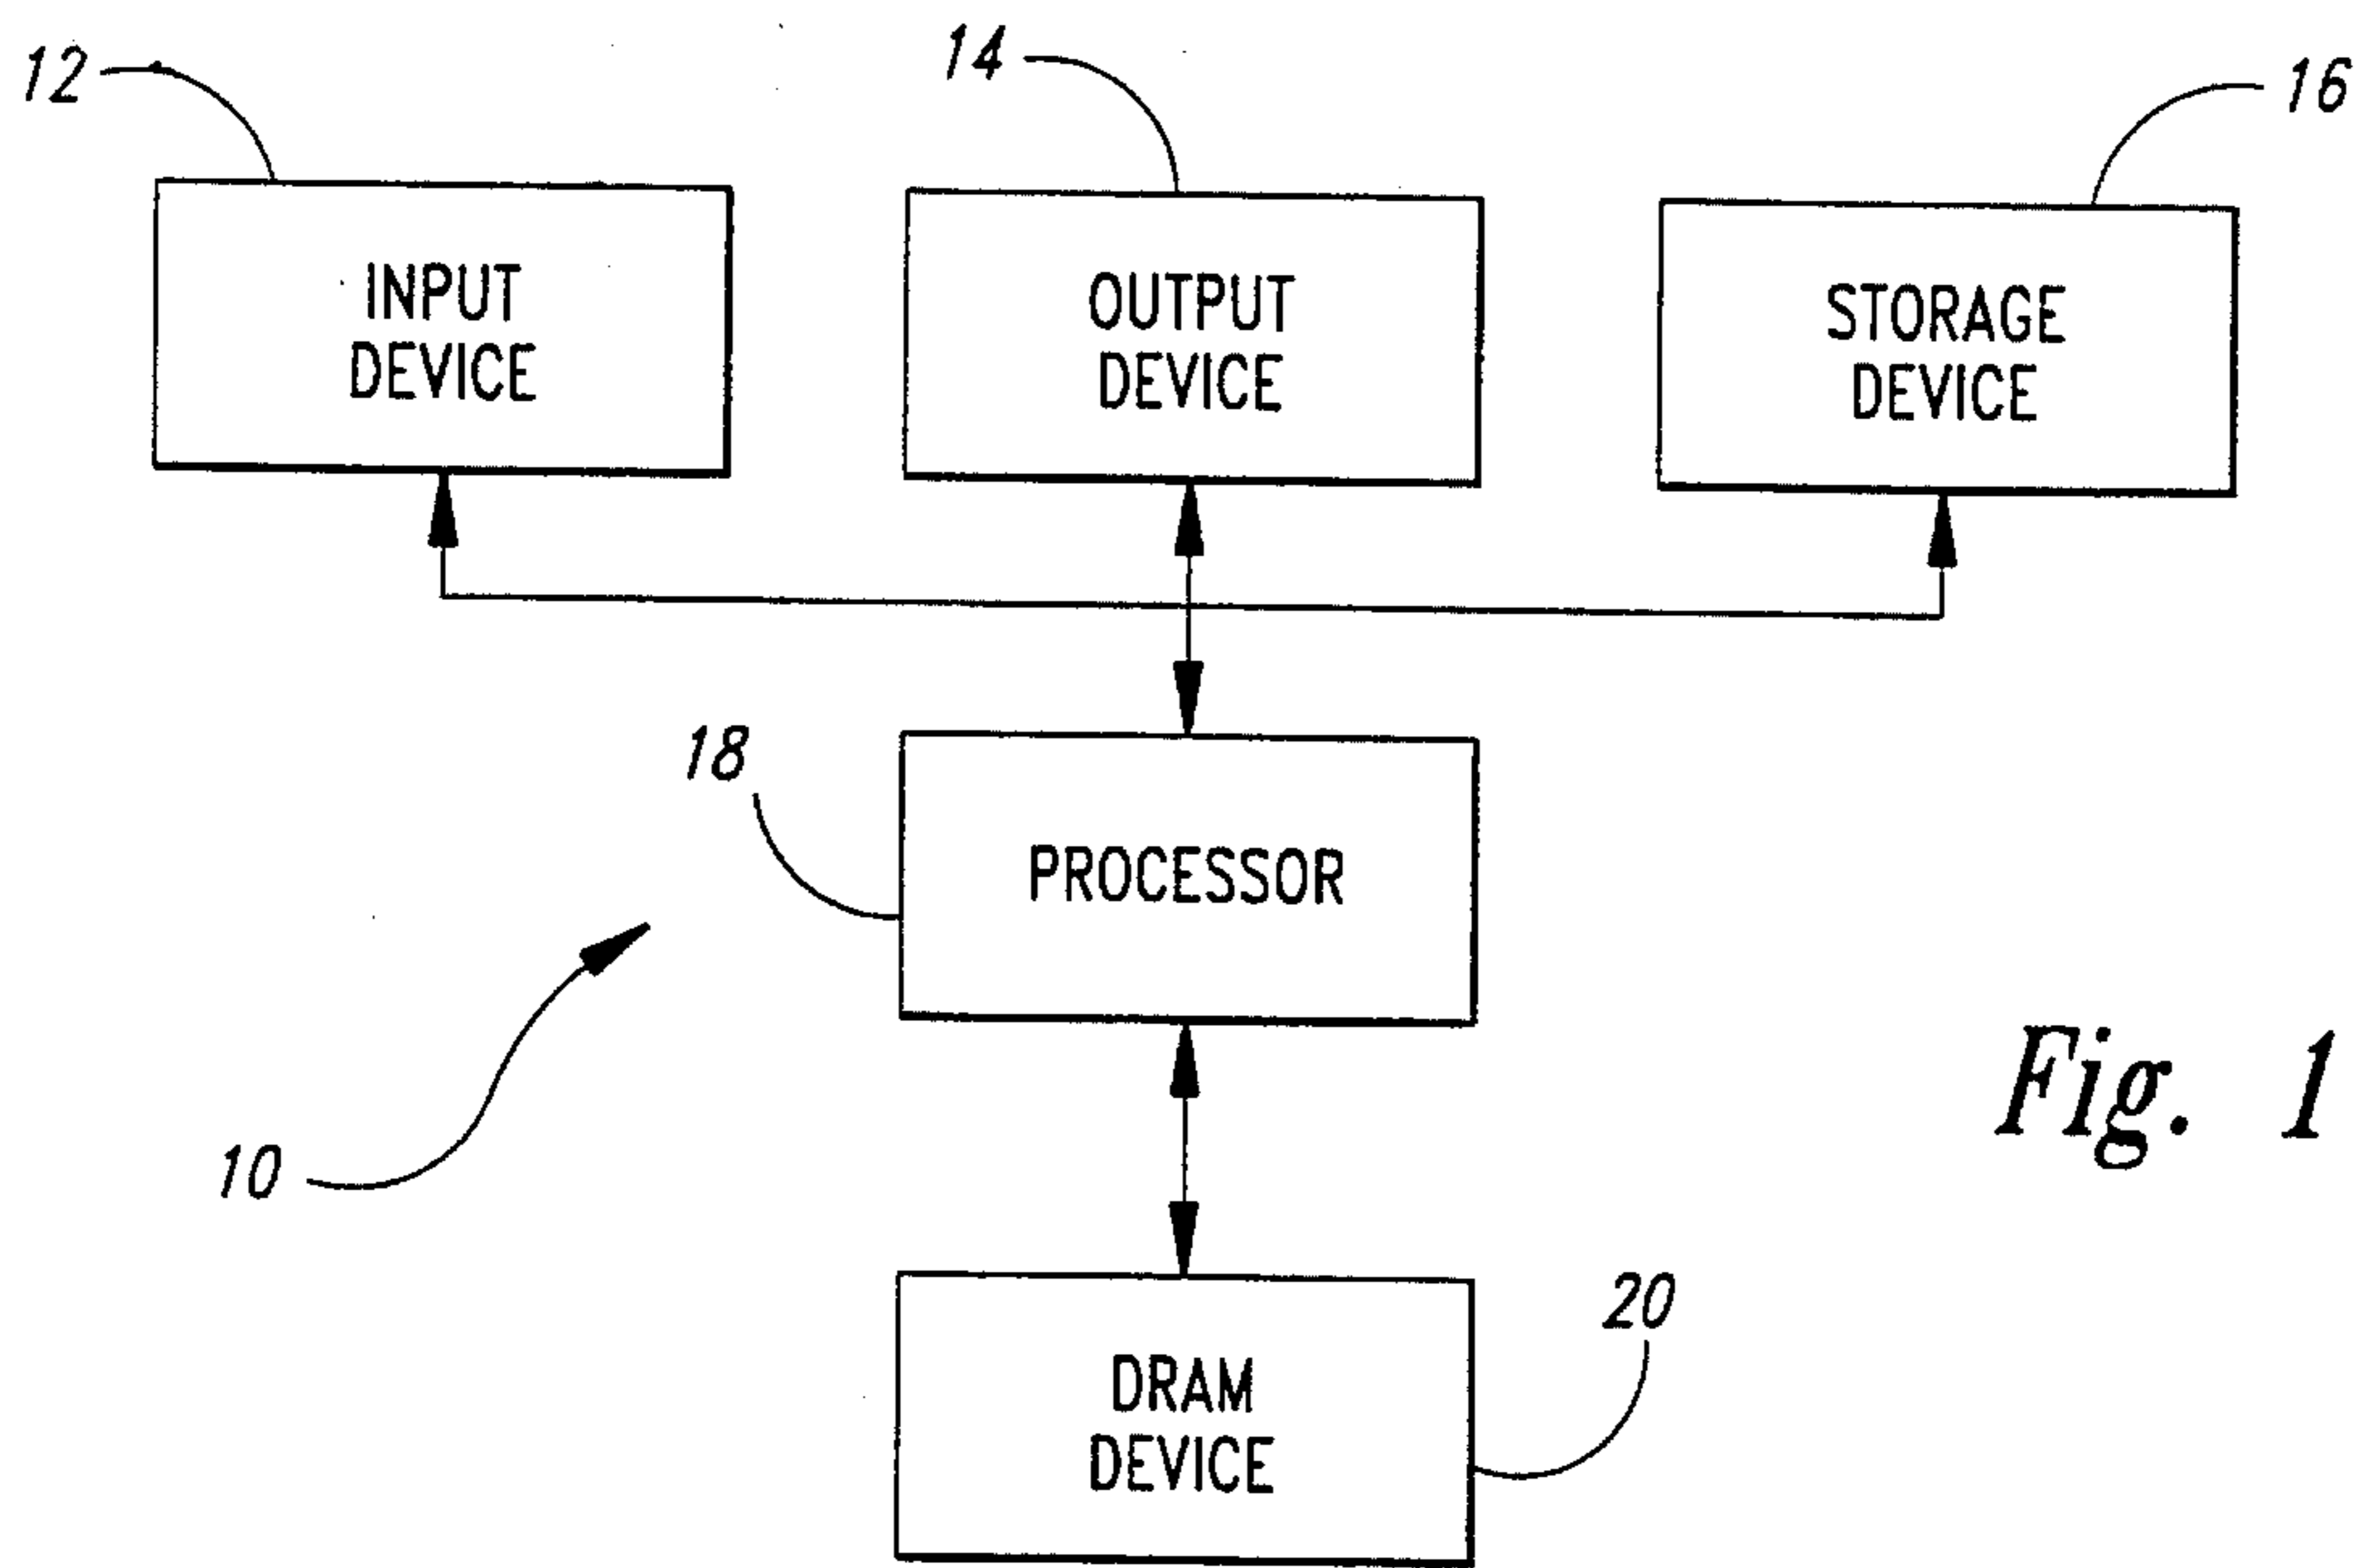 12
14
16
INPUT
DEVICE
OUTPUT
DEVICE
STORAGE
DEVICE
18
PROCESSOR
10
Fig. 1
20
DRAM
DEVICE